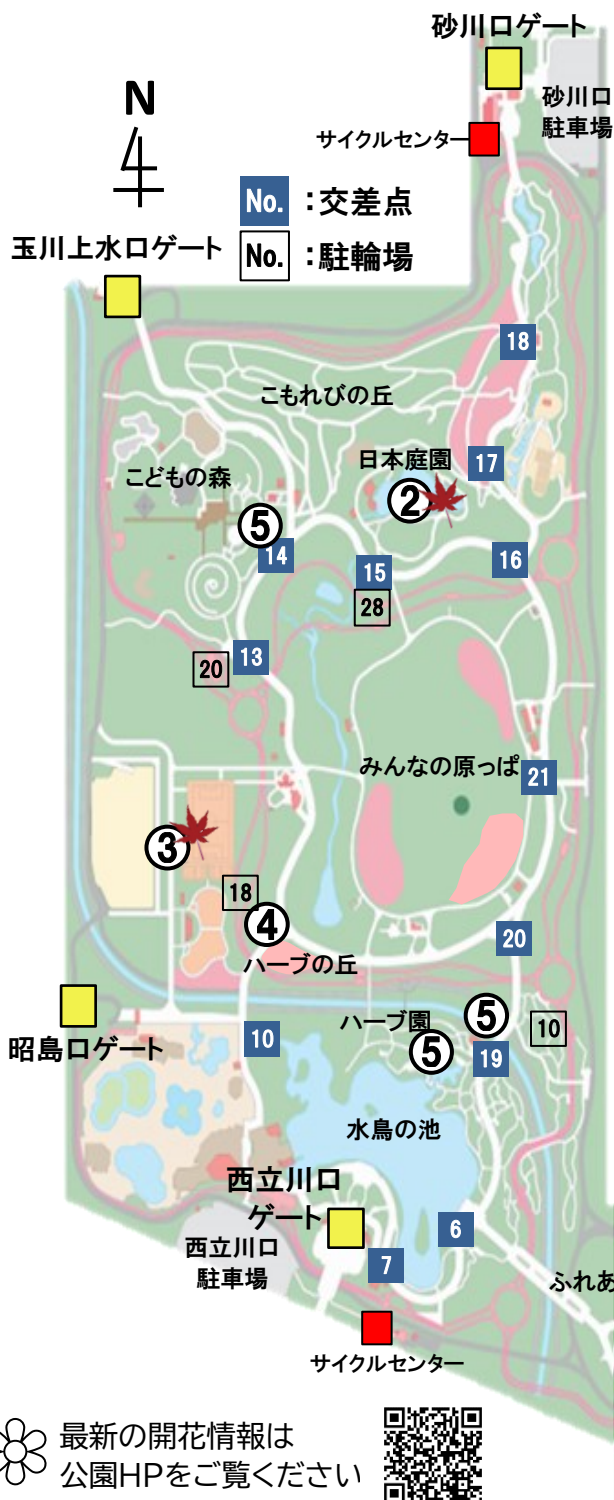 砂川口ゲート
N
砂川口
駐車場
サイクルセンター
No. :交差点
No. :駐輪場
玉川上水口ゲート
18
こもれびの丘
日本庭園
17
こどもの森
②
⑤
14
15
16
28
13
20
みんなの原っぱ
21
③
18
④
20
ハーブの丘
昭島口ゲート
10
ハーブ園
⑤
⑤
10
19
水鳥の池
西立川口
ゲート
6
西立川口
駐車場
7
ふれあ
サイクルセンター
最新の開花情報は
公園HPをご覧ください